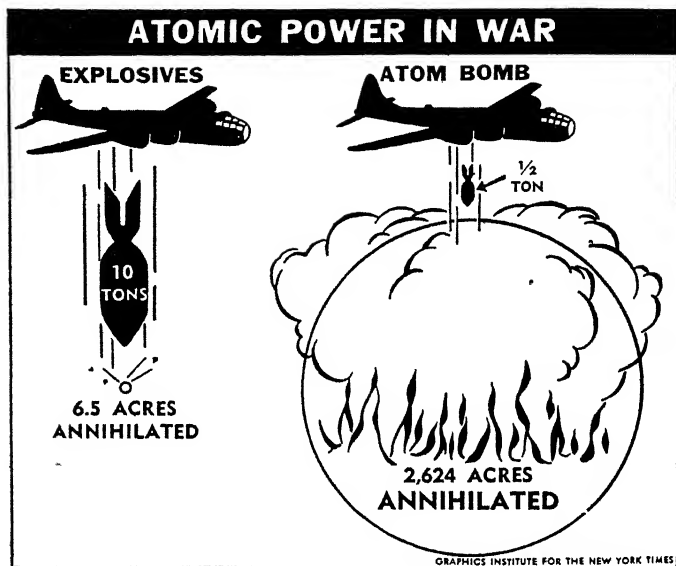 ATOMIC POWER IN WAR
EXPLOSIVES
ATOM BOMB
½
TON
10
TONS
6.5 ACRES
ANNIHILATED
2,624 ACRES
ANNIHILATED
GRAPHICS INSTITUTE FOR THE NEW YORK TIMES